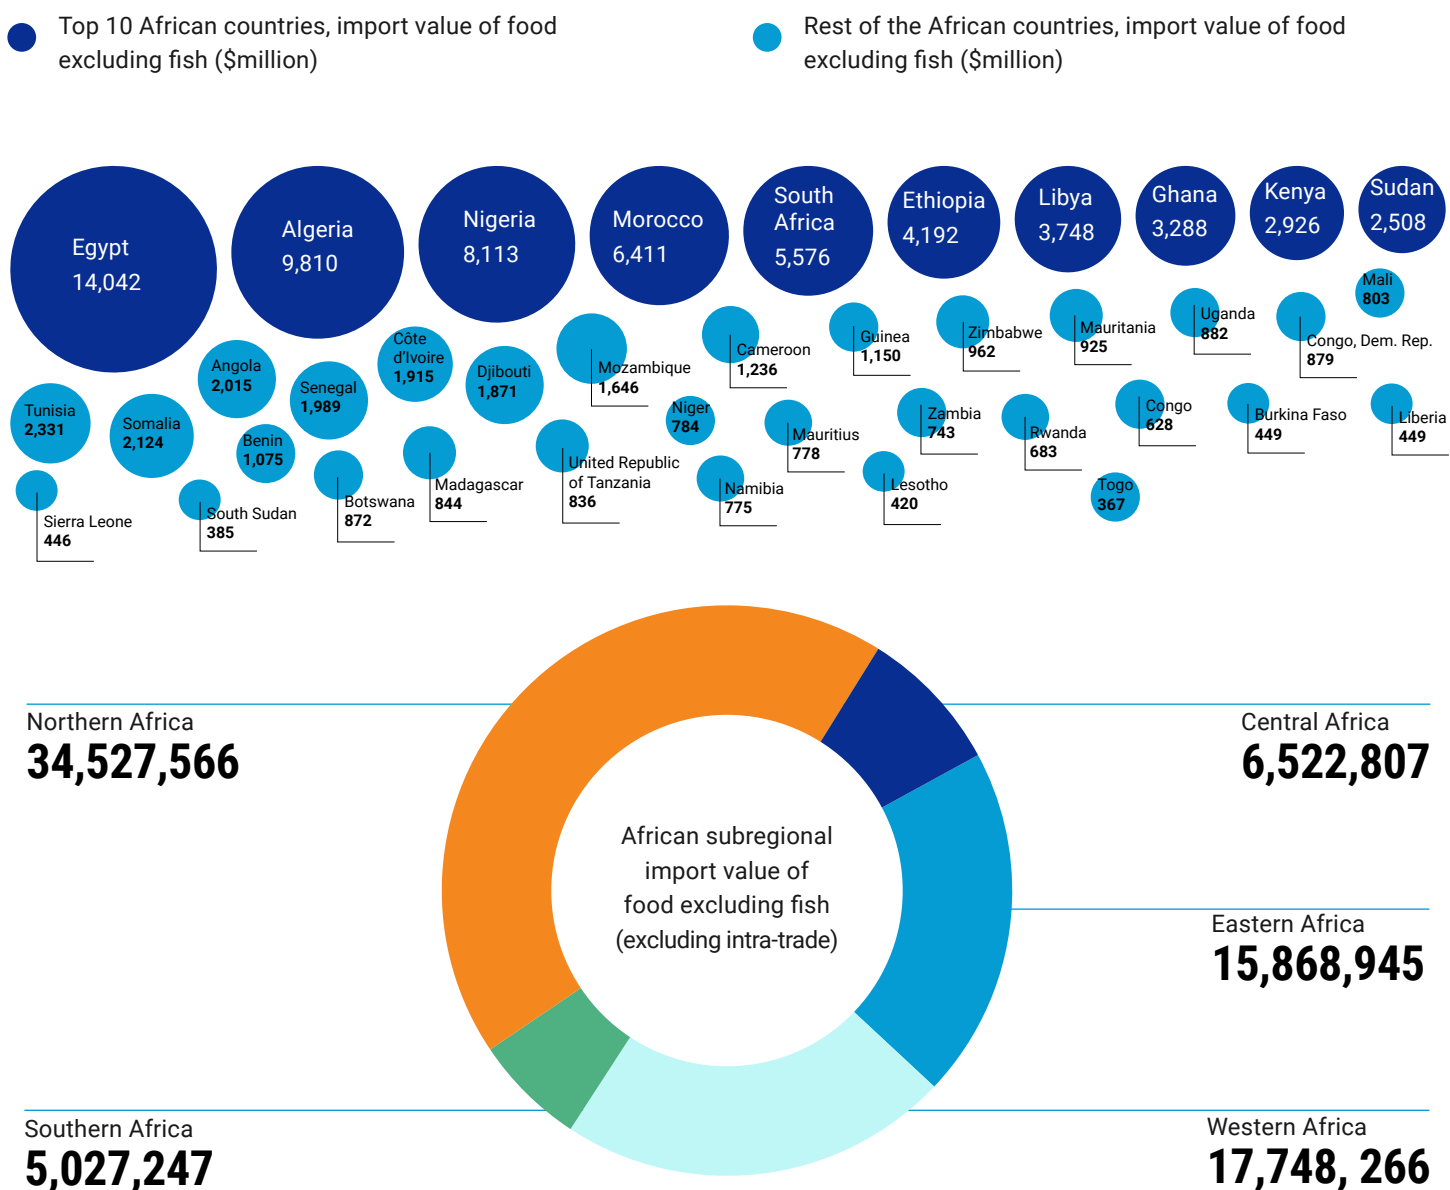 Top 10 African countries, import value of food
excluding fish ($million)
Rest of the African countries, import value of food
excluding fish ($million)
Egypt
14,042
Algeria
9,810
Nigeria
8,113
Morocco
6,411
South
Africa
5,576
Ethiopia
4,192
Libya
3,748
Ghana
3,288
Kenya
2,926
Sudan
2,508
Mali
803
Tunisia
2,331
Somalia
2,124
Angola
2,015
Benin
1,075
Senegal
1,989
Côte
d'Ivoire
1,915
Djibouti
1,871
Mozambique
1,646
Cameroon
1,236
Guinea
1,150
Zimbabwe
962
Mauritania
925
Uganda
882
Congo, Dem. Rep.
879
Niger
784
Mauritius
778
Zambia
743
Rwanda
683
Congo
628
Burkina Faso
449
Liberia
449
Sierra Leone
446
South Sudan
385
Botswana
872
Madagascar
844
United Republic
of Tanzania
836
Namibia
775
Lesotho
420
Togo
367
Northern Africa
34,527,566
Central Africa
6,522,807
African subregional
import value of
food excluding fish
(excluding intra-trade)
Eastern Africa
15,868,945
Southern Africa
5,027,247
Western Africa
17,748, 266